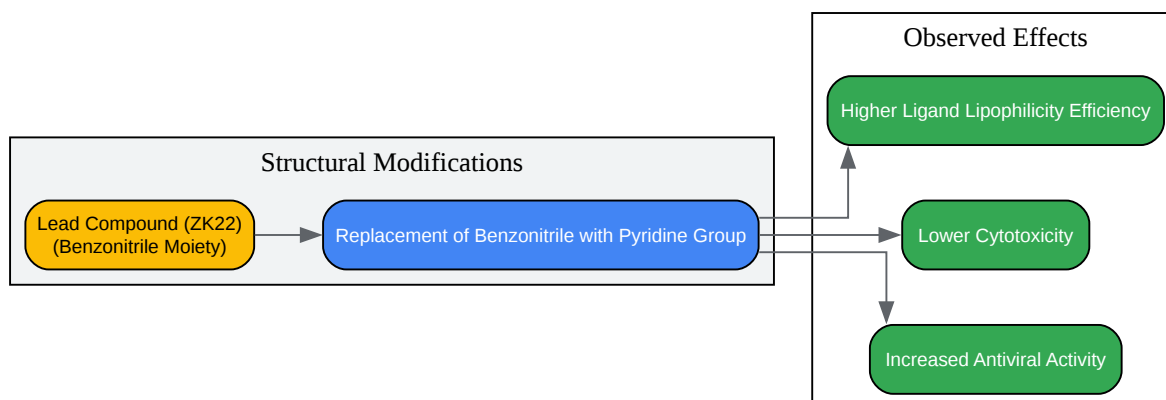 Structural Modifications
Lead Compound (ZK22)
(Benzonitrile Moiety)
Replacement of Benzonitrile with Pyridine Group
Observed Effects
Higher Ligand Lipophilicity Efficiency
Lower Cytotoxicity
Increased Antiviral Activity